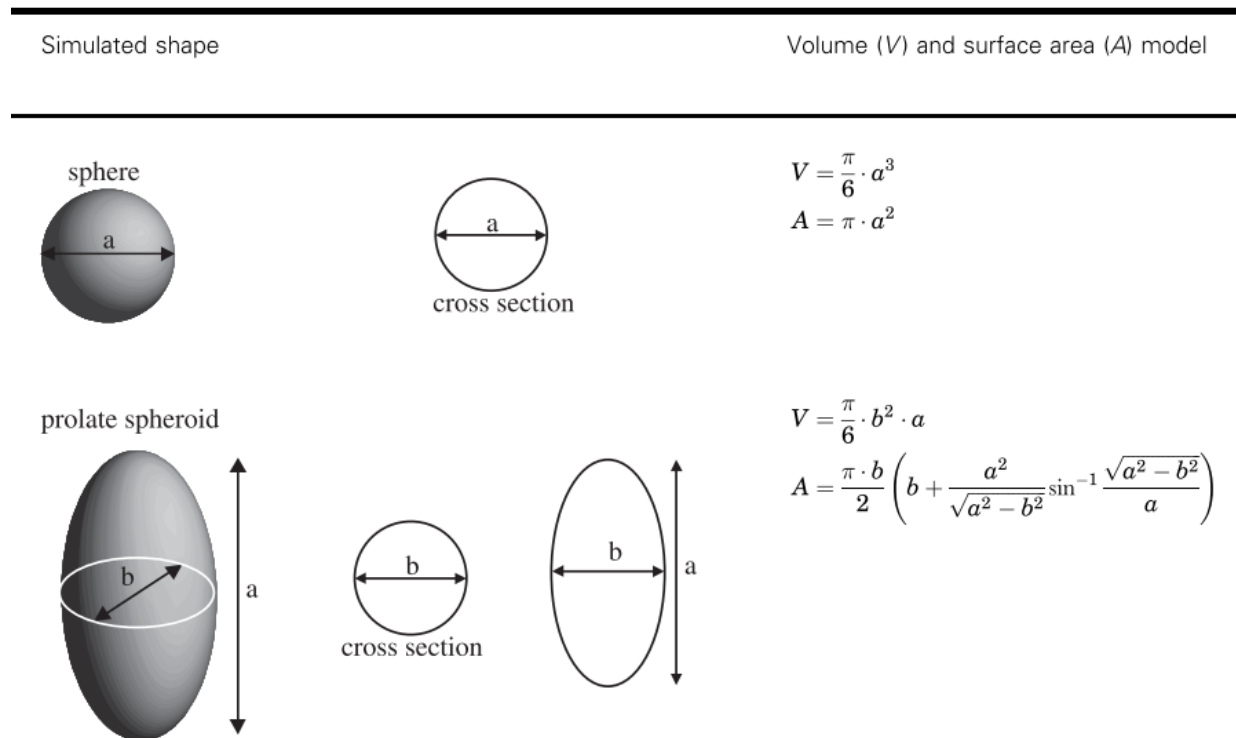 Simulated shape Volume (V) and surface area (A) model
sphere
a
a
cross section
V = π/6 · a³
A = π · a²
prolate spheroid
b
a
b
cross section
b
a
V = π/6 · b² · a
A = π · b/2 (b + a²/√(a² − b²) sin⁻¹ √(a² − b²)/a)